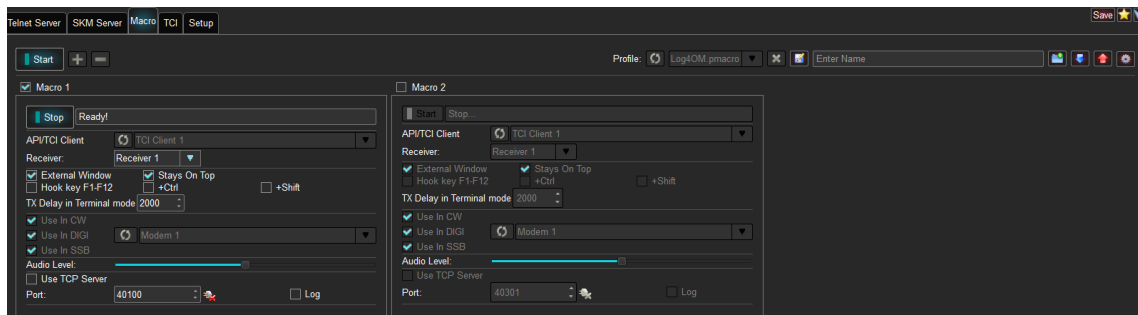 Telnet Server SKM Server Macro TCI Setup Save
Start Profile: Log4OM.pmacro Enter Name
Macro 1
Stop Ready!
API/TCI Client TCI Client 1
Receiver: Receiver 1
External Window Stays On Top
Hook key F1-F12 +Ctrl +Shift
TX Delay in Terminal mode 2000
Use In CW
Use In DIGI Modem 1
Use In SSB
Audio Level:
Use TCP Server
Port: 40100 Log
Macro 2
Start Stop...
API/TCI Client TCI Client 1
Receiver: Receiver 1
External Window Stays On Top
Hook key F1-F12 +Ctrl +Shift
TX Delay in Terminal mode 2000
Use In CW
Use In DIGI Modem 1
Use In SSB
Audio Level:
Use TCP Server
Port: 40301 Log